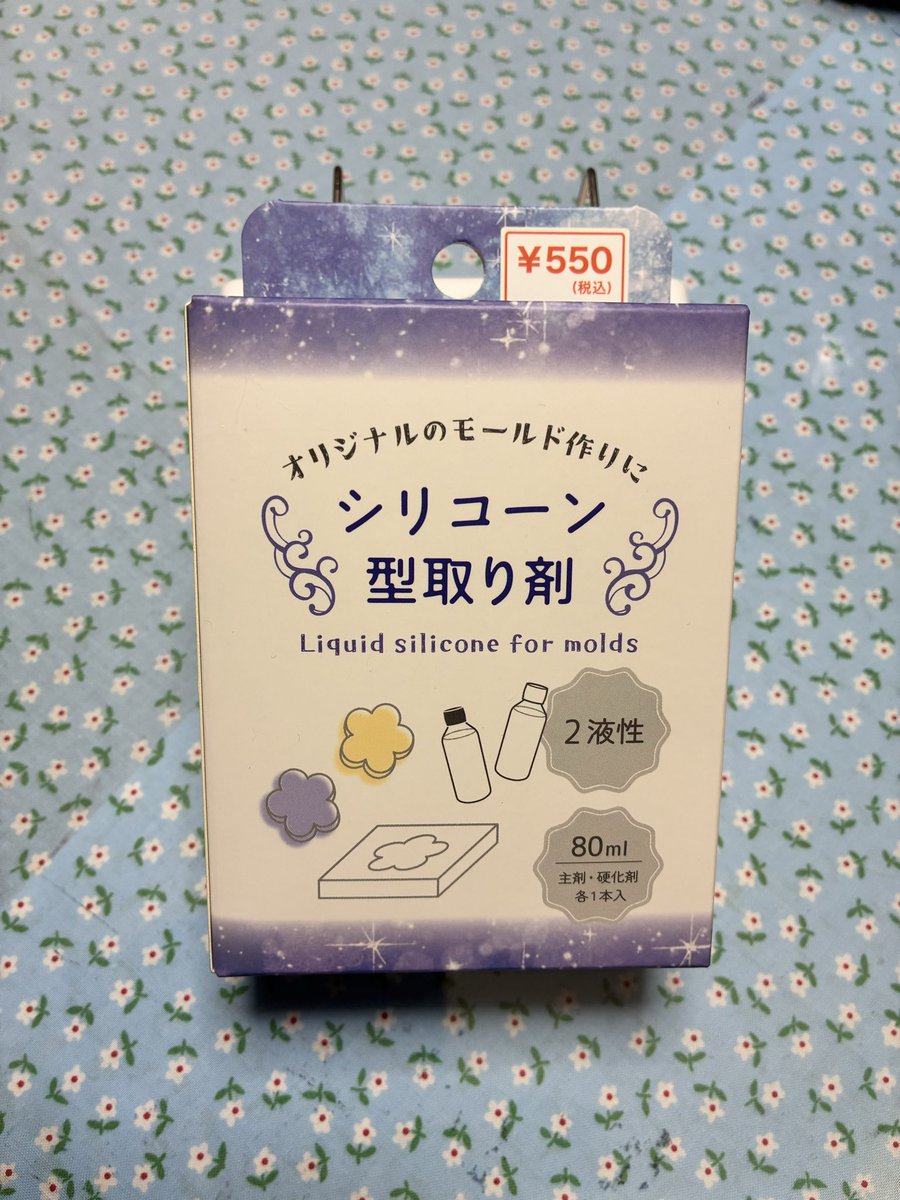 ¥550
(税込)
オリジナルのモールド作りに
シリコーン
型取り剤
Liquid silicone for molds
2液性
80ml
主剤・硬化剤
各1本入